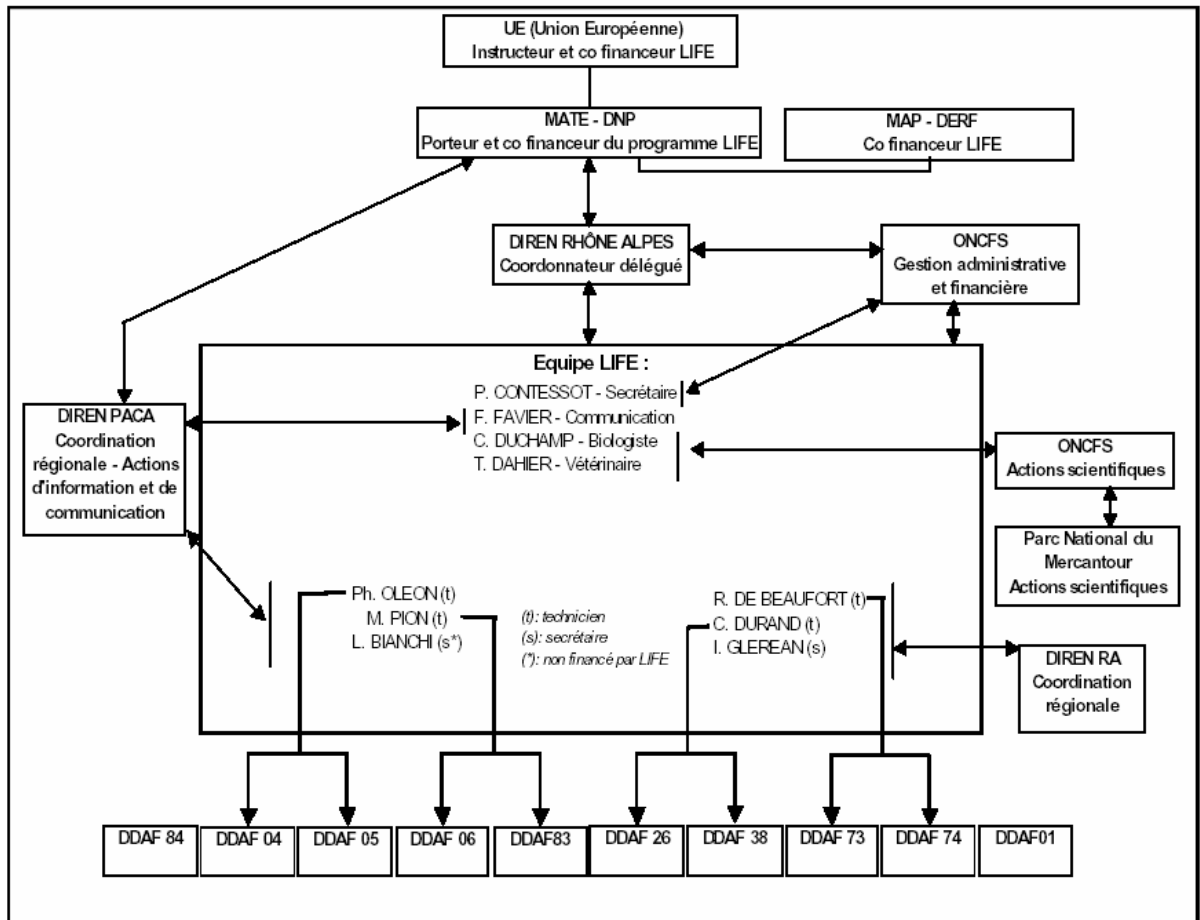 UE (Union Européenne)
Instructeur et co financeur LIFE
MATE - DNP
Porteur et co financeur du programme LIFE
MAP - DERF
Co financeur LIFE
DIREN RHÔNE ALPES
Coordonnateur délégué
ONCFS
Gestion administrative
et financière
Equipe LIFE :
P. CONTESSOT - Secrétaire
F. FAVIER - Communication
C. DUCHAMP - Biologiste
T. DAHIER - Vétérinaire
DIREN PACA
Coordination
régionale - Actions
d'information et de
communication
ONCFS
Actions scientifiques
Parc National du
Mercantour
Actions scientifiques
Ph. OLEON (t)
M. PION (t)
L. BIANCHI (s*)
(t): technicien
(s): secrétaire
(*): non financé par LIFE
R. DE BEAUFORT (t)
C. DURAND (t)
I. GLEREAN (s)
DIREN RA
Coordination
régionale
DDAF 84
DDAF 04
DDAF 05
DDAF 06
DDAF83
DDAF 26
DDAF 38
DDAF 73
DDAF 74
DDAF01